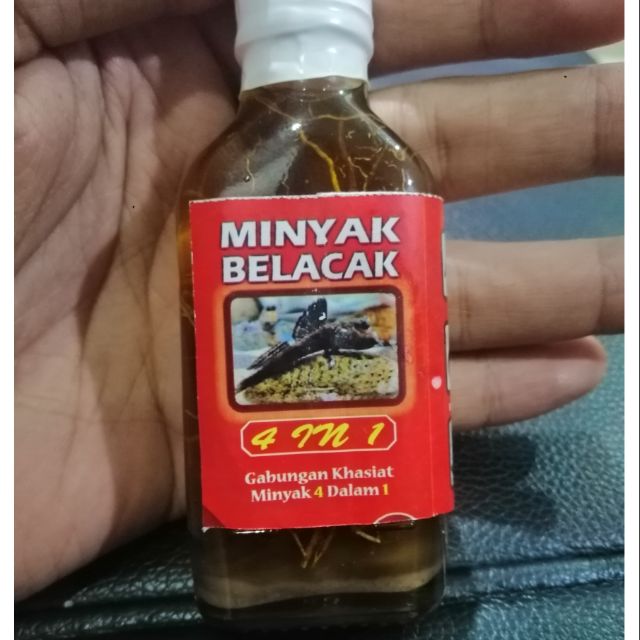 MINYAK
BELACAK
4 IN 1
Gabungan Khasiat
Minyak 4 Dalam 1